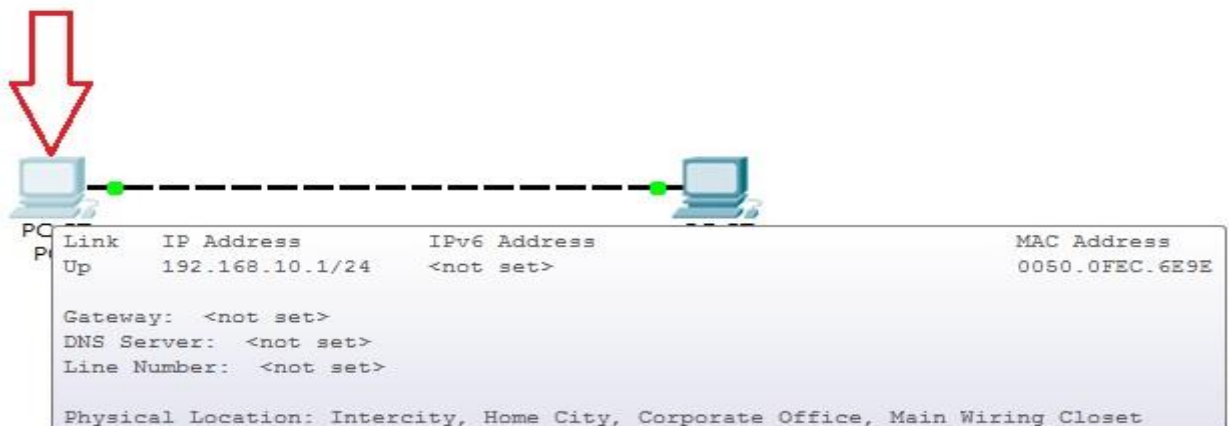 PC
P
Link IP Address IPv6 Address MAC Address
Up 192.168.10.1/24 <not set> 0050.0FEC.6E9E
Gateway: <not set>
DNS Server: <not set>
Line Number: <not set>
Physical Location: Intercity, Home City, Corporate Office, Main Wiring Closet